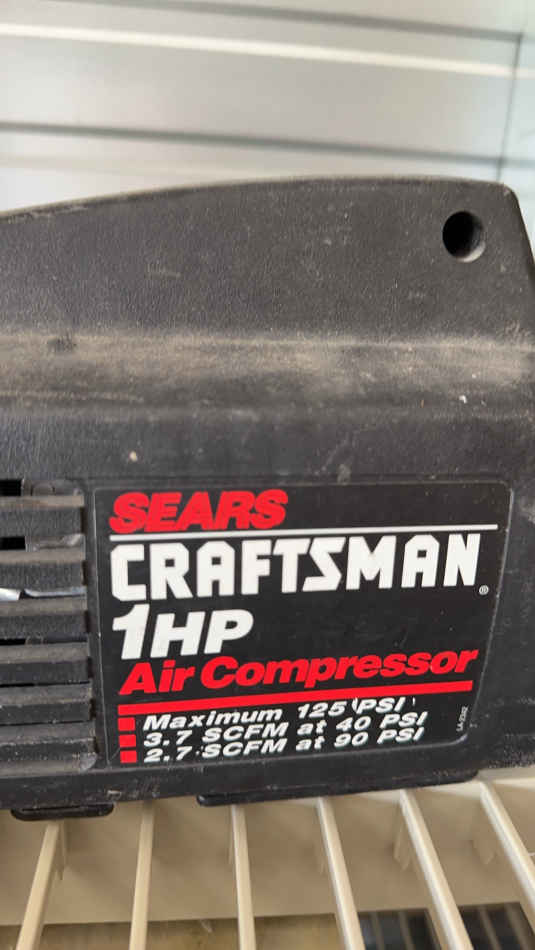 SEARS
CRAFTSMAN®
1HP
Air Compressor
Maximum 125 PSI
3.7 SCFM at 40 PSI
2.7 SCFM at 90 PSI